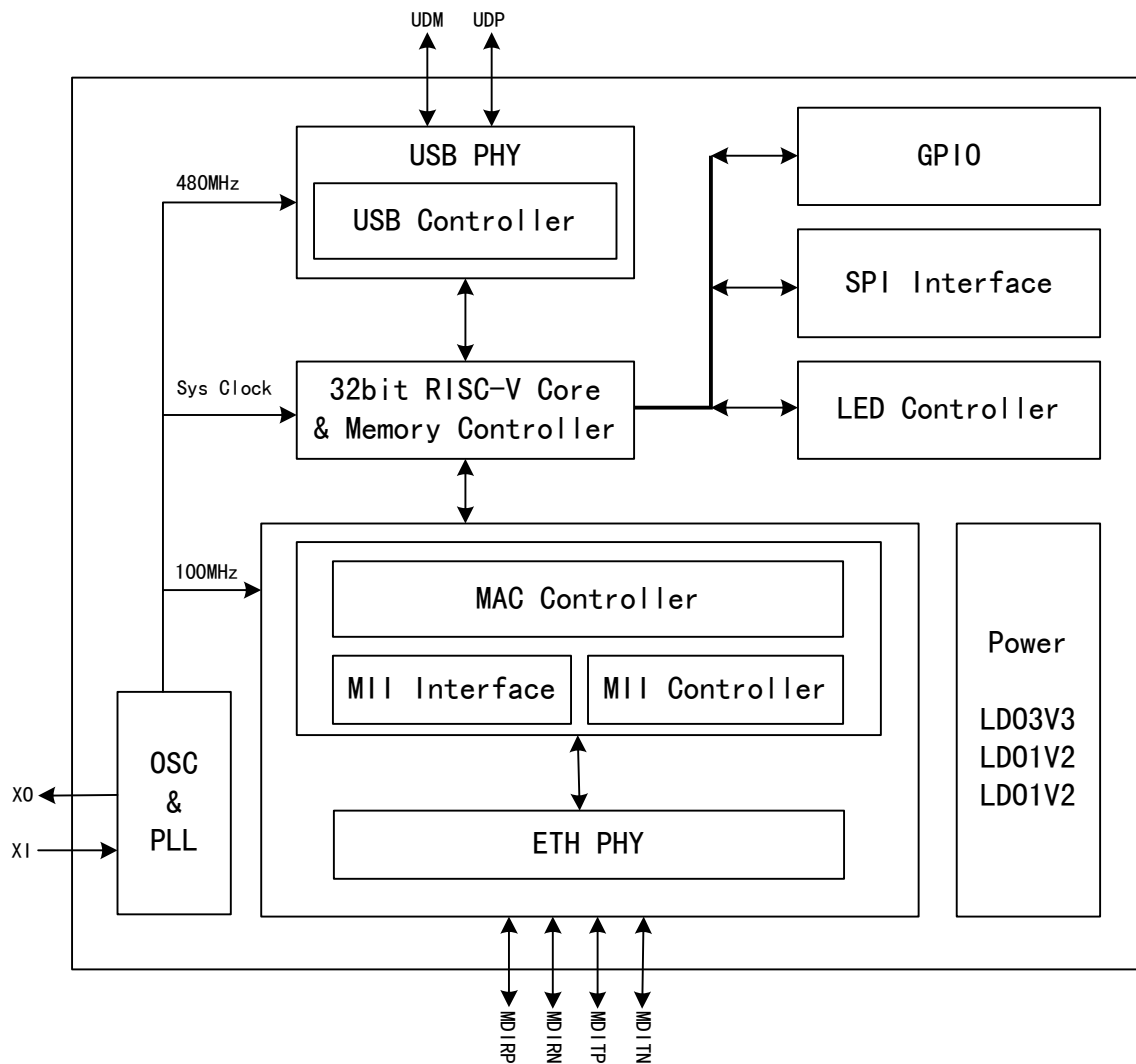 UDM UDP
USB PHY
USB Controller
480MHz
GPIO
SPI Interface
Sys Clock
32bit RISC-V Core
& Memory Controller
LED Controller
100MHz
MAC Controller
MII Interface
MII Controller
Power
LDO3V3
LDO1V2
LDO1V2
OSC
&
PLL
XO
XI
ETH PHY
MDIRP
MDIRN
MDITP
MDITN